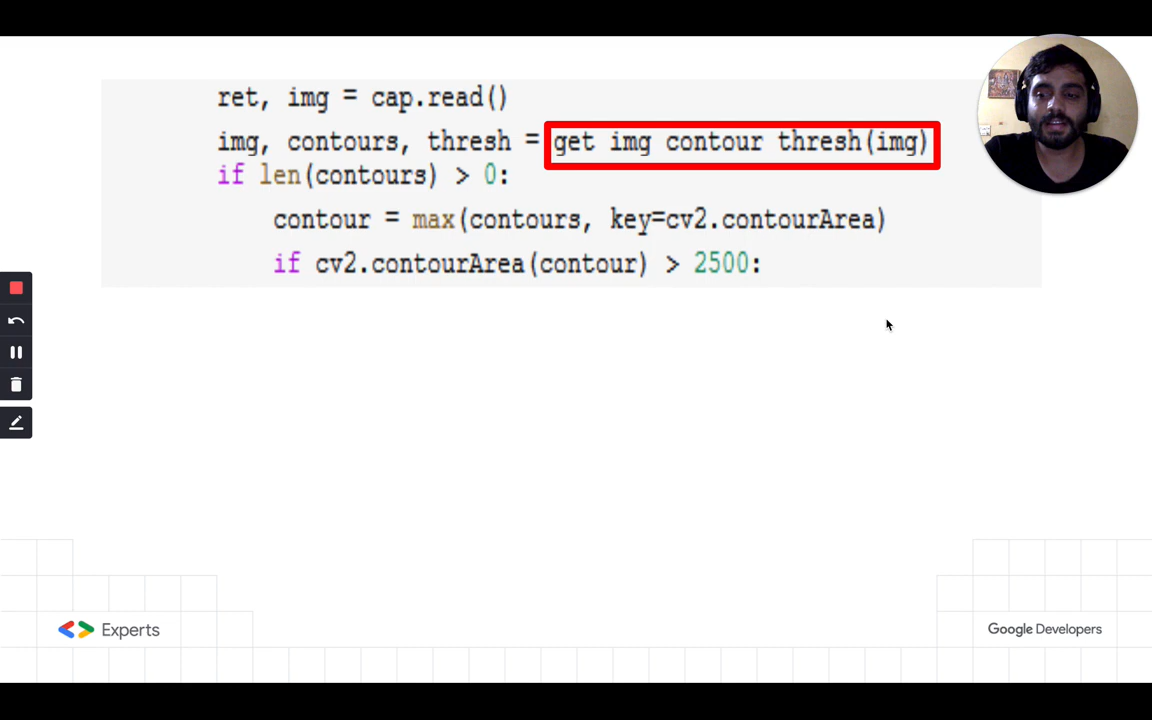 ret, img = cap.read()
img, contours, thresh = get img contour thresh(img)
if len(contours) > 0:
contour = max(contours, key=cv2.contourArea)
if cv2.contourArea(contour) > 2500:
Experts
Google Developers